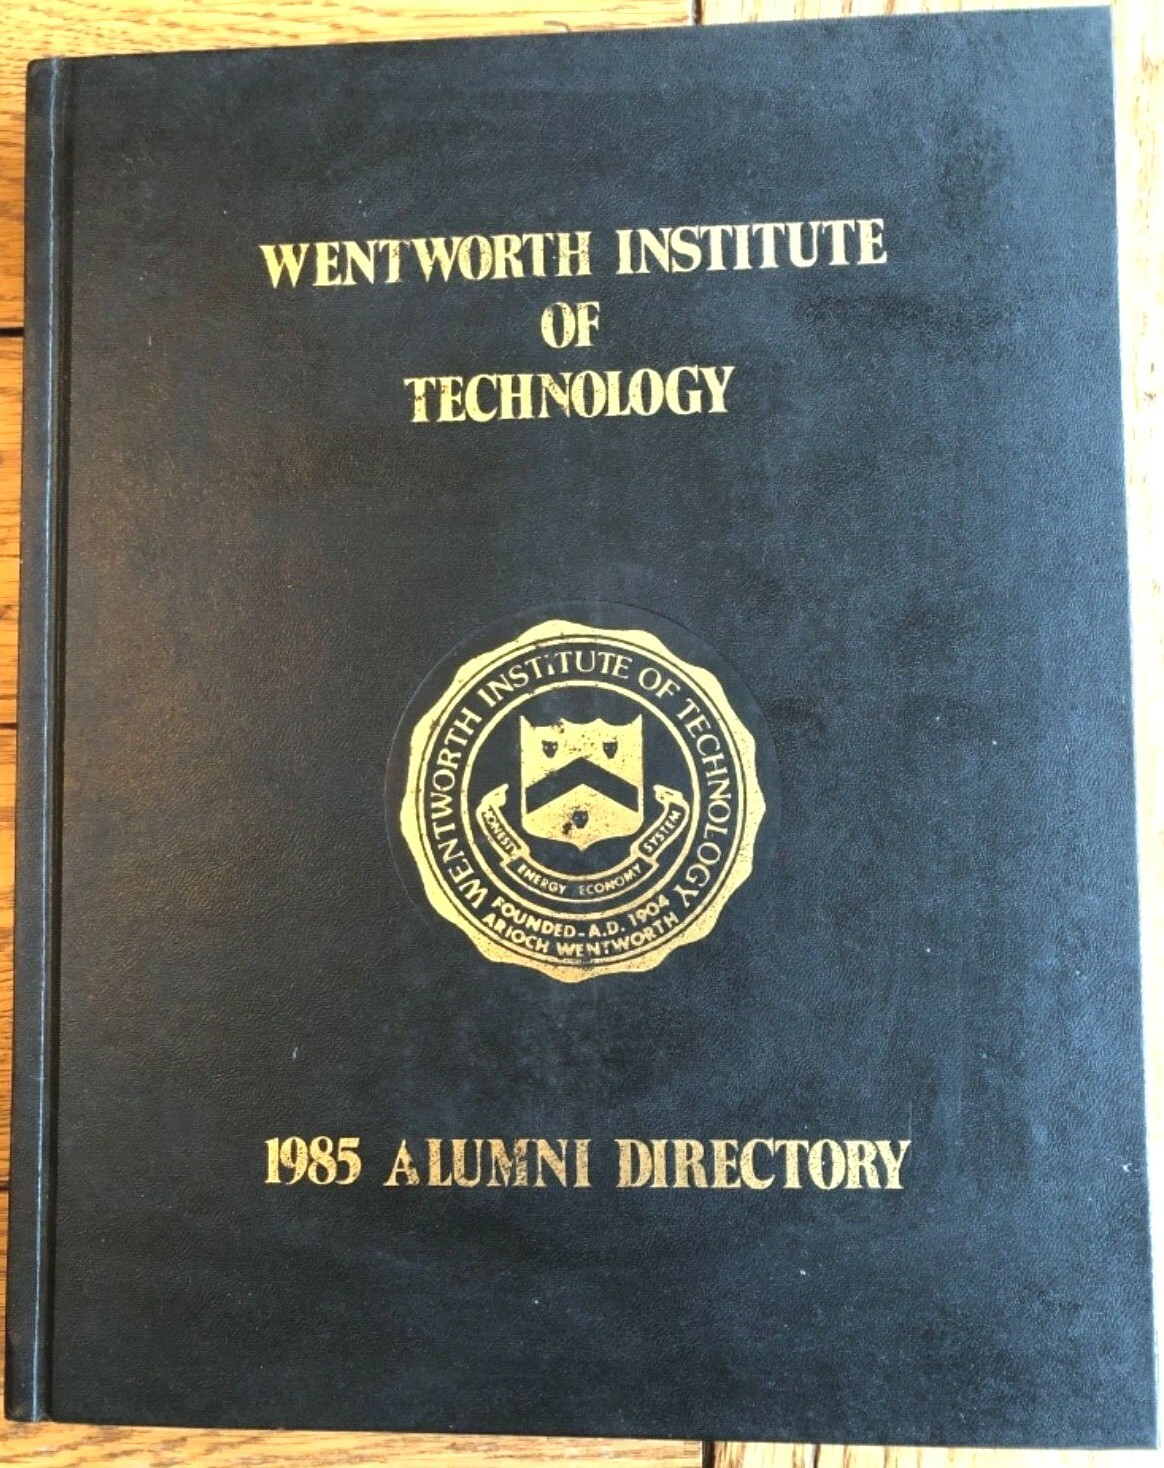 WENTWORTH INSTITUTE
OF
TECHNOLOGY
WENTWORTH INSTITUTE OF TECHNOLOGY
HONESTY ENERGY ECONOMY SYSTEM
FOUNDED-A.D. 1904
ARIOCH WENTWORTH
1985 ALUMNI DIRECTORY